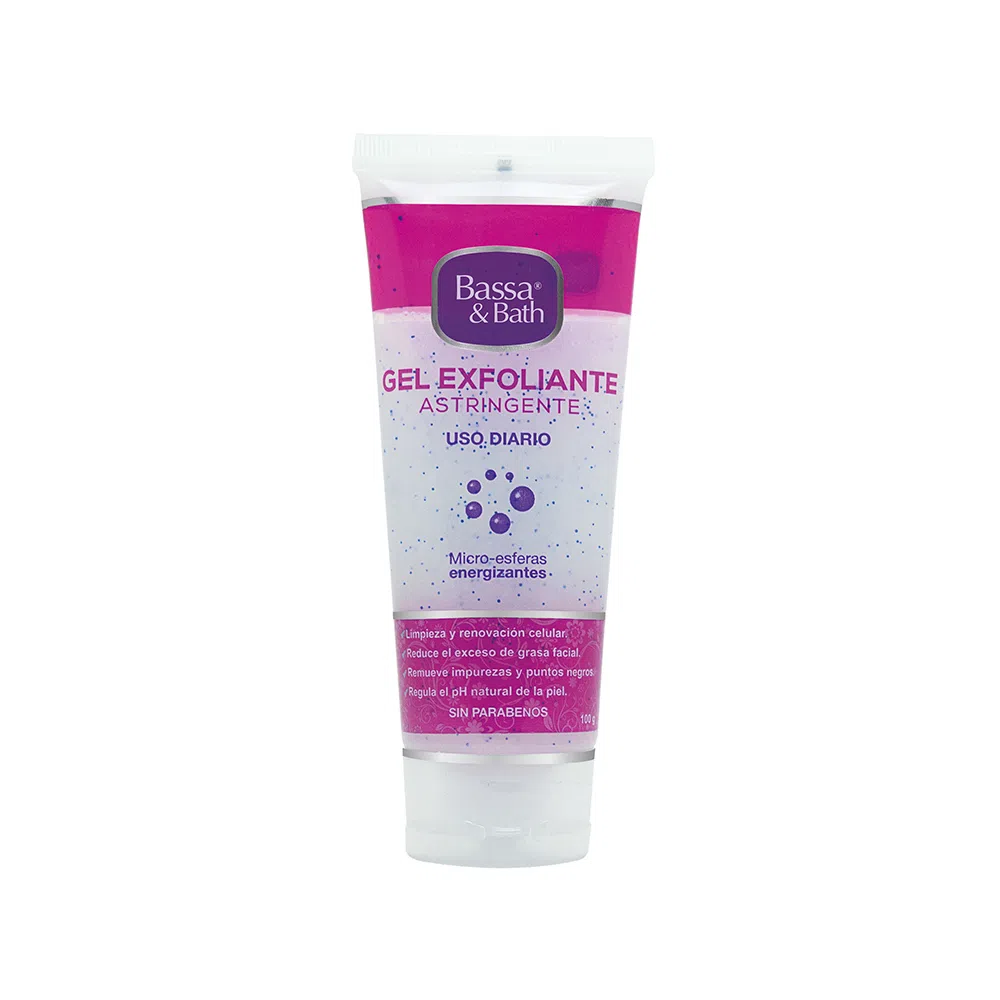 Bassa®
& Bath
GEL EXFOLIANTE
ASTRINGENTE
USO DIARIO
Micro-esferas
energizantes
✓Limpieza y renovación celular.
✓Reduce el exceso de grasa facial.
✓Remueve impurezas y puntos negros.
✓Regula el pH natural de la piel.
SIN PARABENOS
100 g